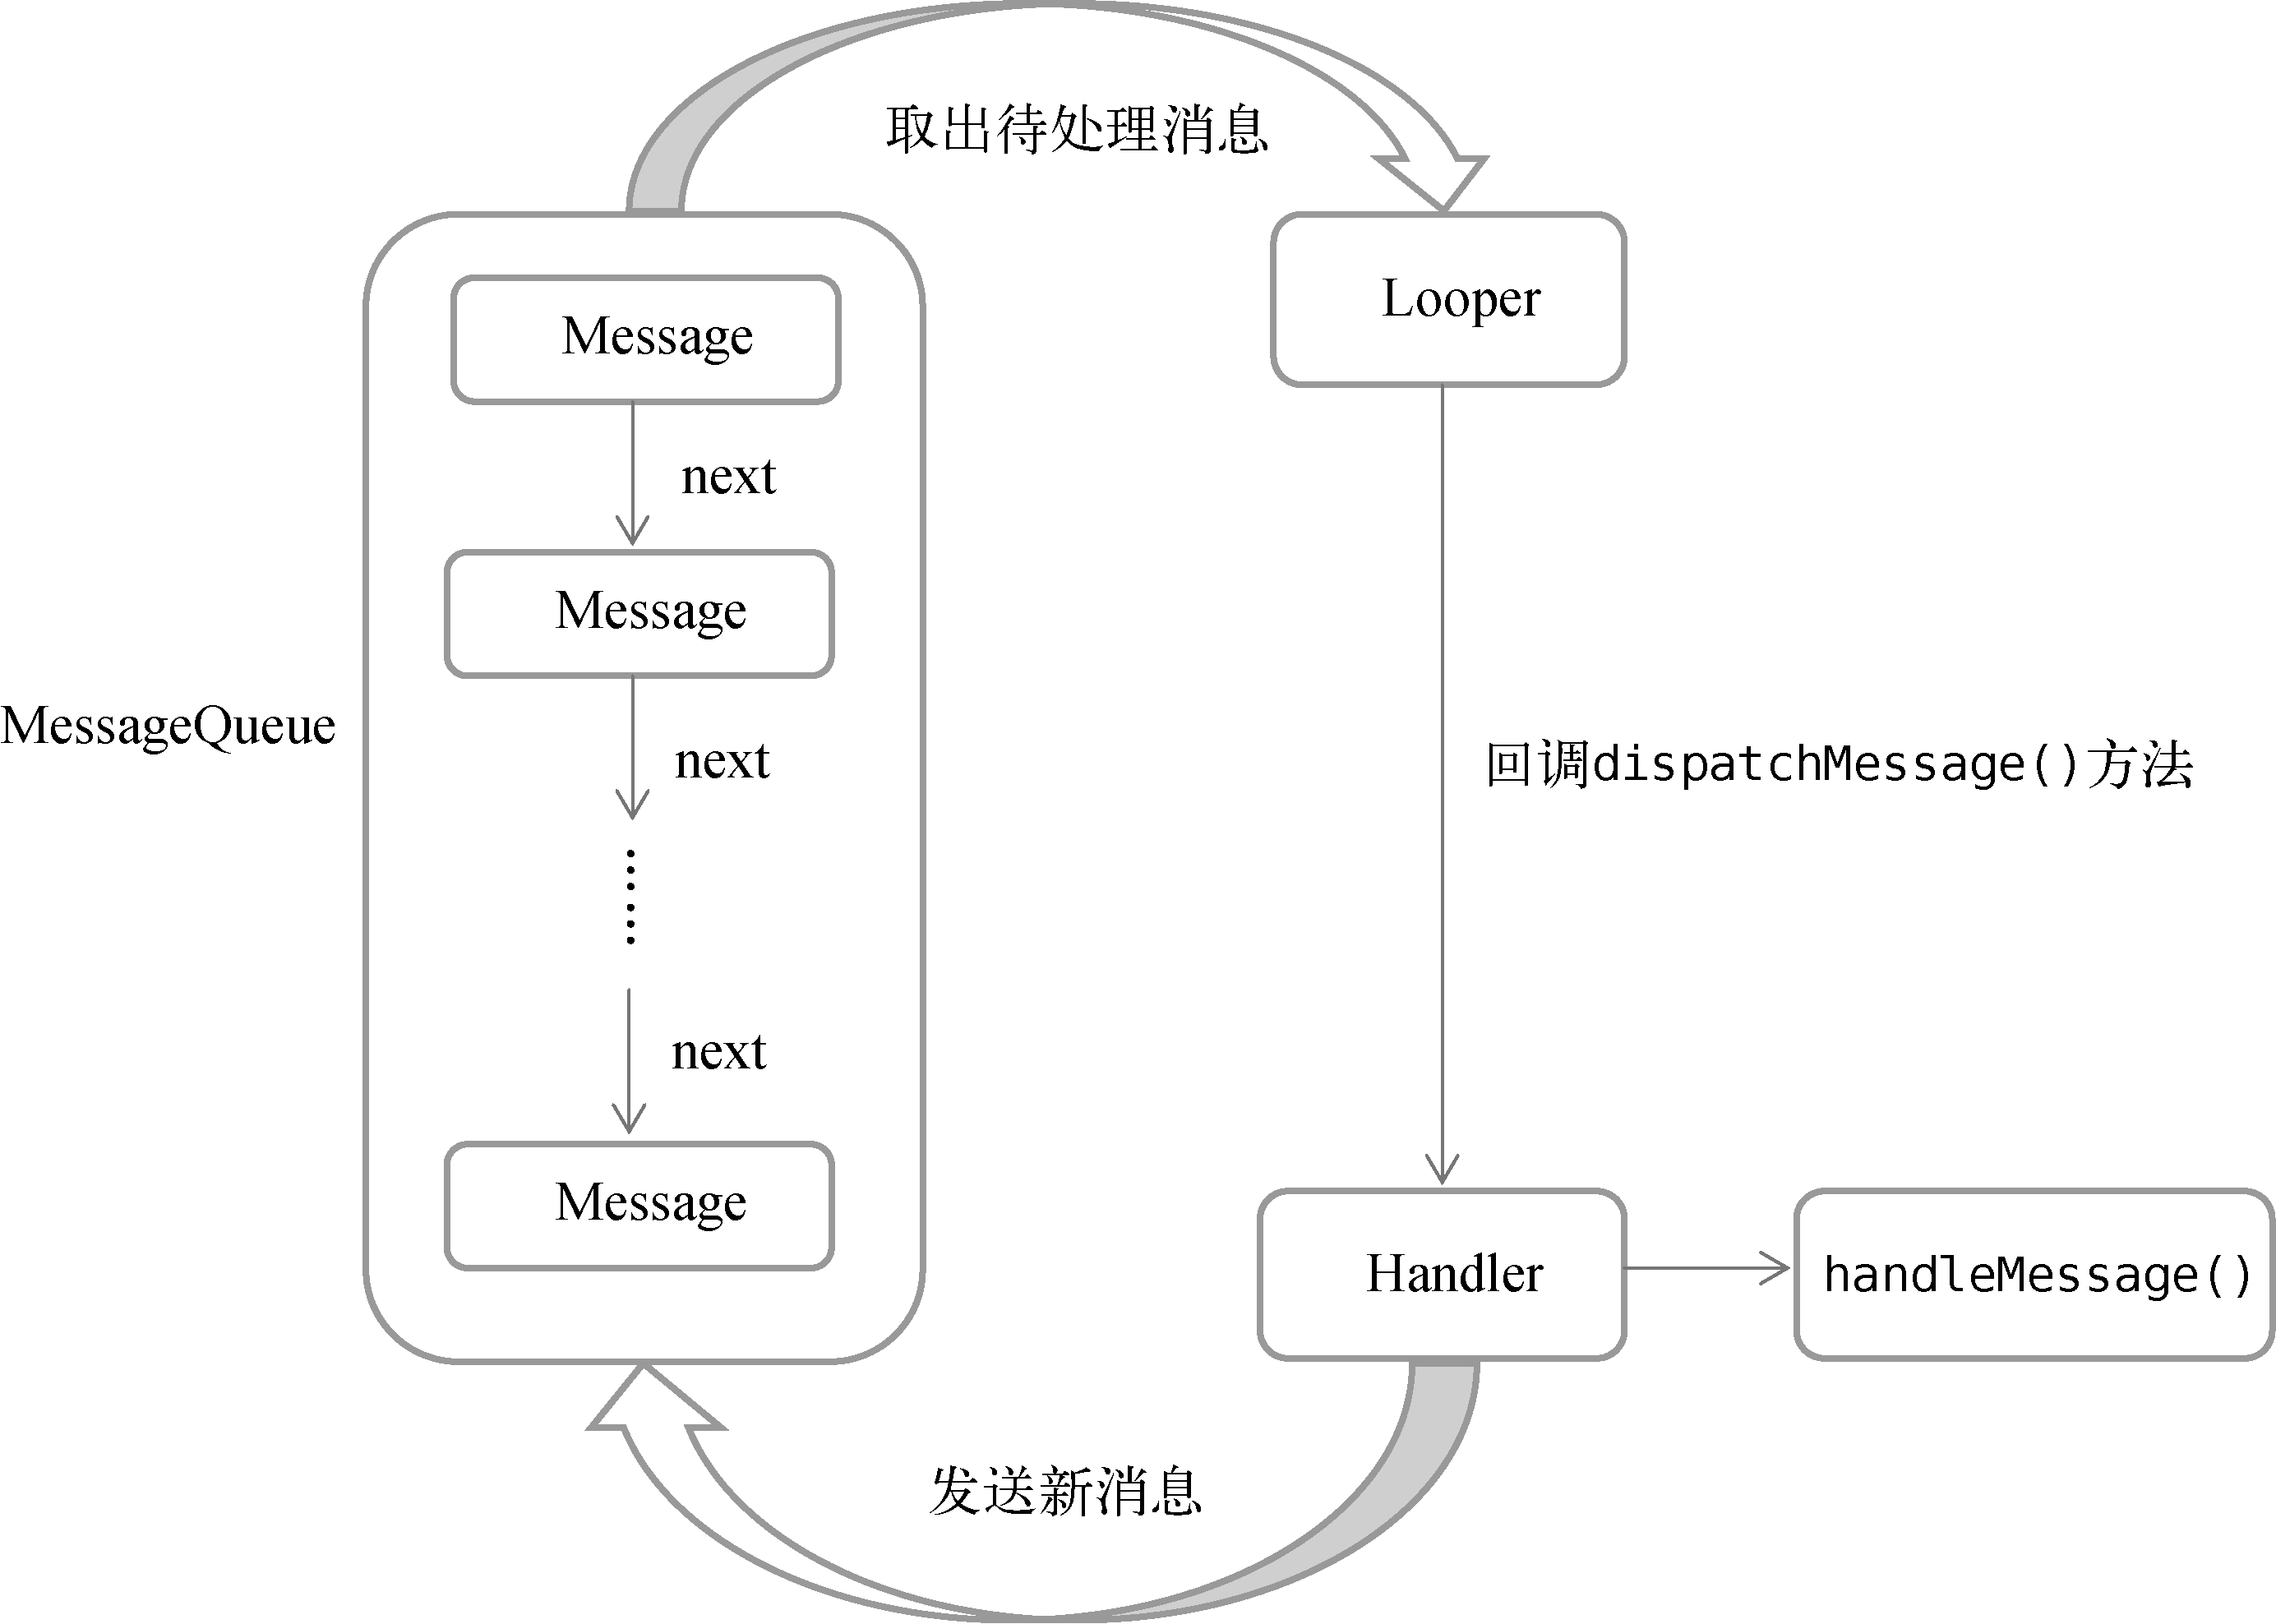 取出待处理消息
Looper
Message
next
Message
MessageQueue
next
回调dispatchMessage()方法
......
next
Message
Handler
handleMessage()
发送新消息